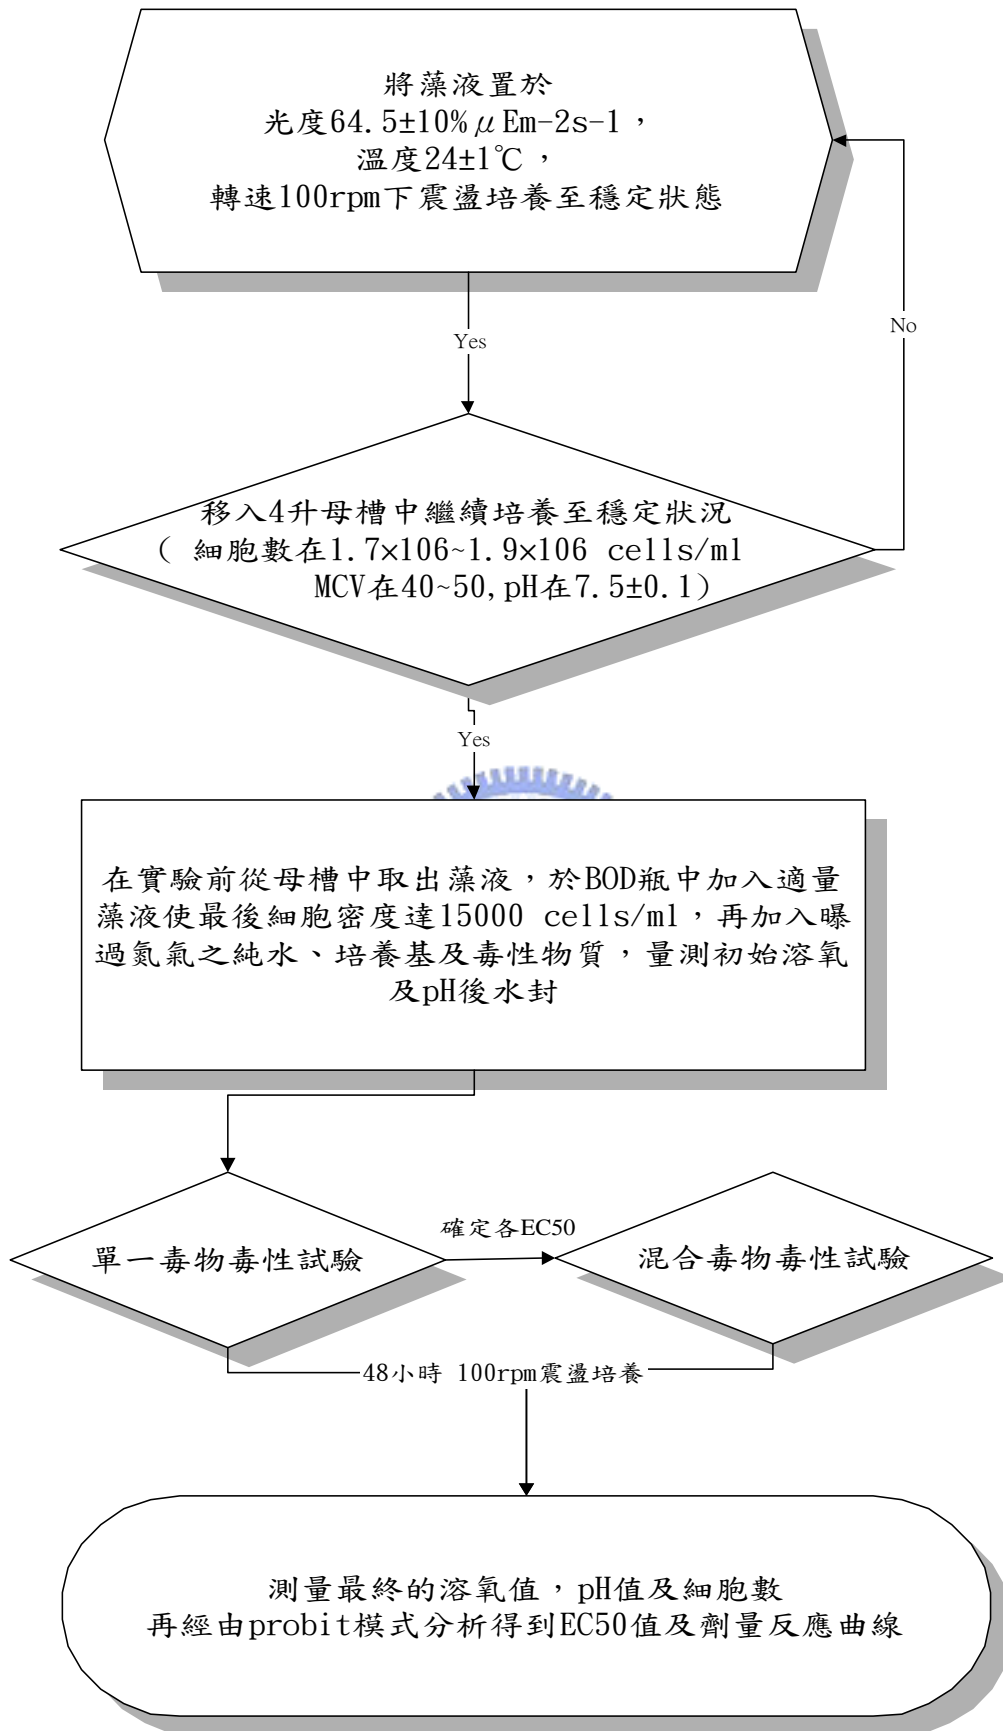 將藻液置於
光度64.5±10%μEm-2s-1，
溫度24±1℃，
轉速100rpm下震盪培養至穩定狀態
Yes
No
移入4升母槽中繼續培養至穩定狀況
( 細胞數在1.7×106~1.9×106 cells/ml
MCV在40~50,pH在7.5±0.1)
Yes
在實驗前從母槽中取出藻液，於BOD瓶中加入適量
藻液使最後細胞密度達15000 cells/ml，再加入曝
過氮氣之純水、培養基及毒性物質，量測初始溶氧
及pH後水封
單一毒物毒性試驗
確定各EC50
混合毒物毒性試驗
48小時 100rpm震盪培養
測量最終的溶氧值，pH值及細胞數
再經由probit模式分析得到EC50值及劑量反應曲線